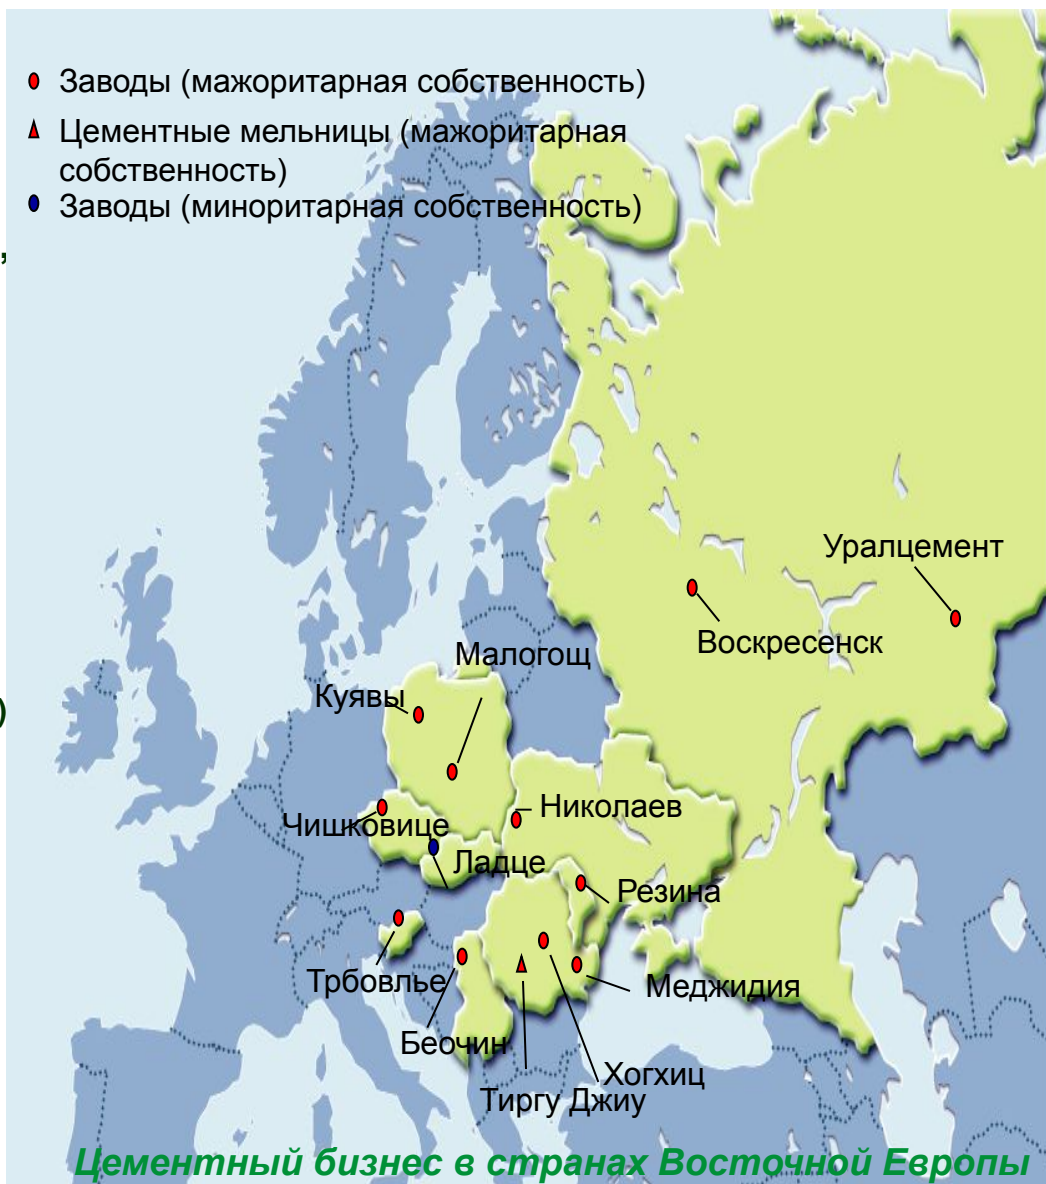 Заводы (мажоритарная собственность)
Цементные мельницы (мажоритарная
собственность)
Заводы (миноритарная собственность)
,
)
Уралцемент
Воскресенск
Малогощ
Куявы
Николаев
Чишковице
Ладце
Резина
Трбовлье
Меджидия
Беочин
Хогхиц
Тиргу Джиу
Цементный бизнес в странах Восточной Европы